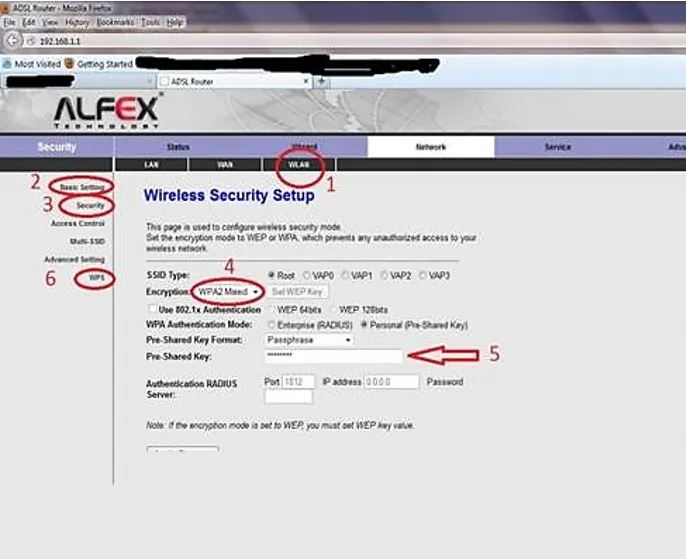 ADSL Router - Mozilla Firefox
File Edit View History Bookmarks Tools Help
192.168.1.1
Most Visited Getting Started
ADSL Router × +
ALFEX
TECHNOLOGY
Security Status Wizard Network Service Adva
LAN WAN WLAN
1
2 Basic Setting
3 Security
Access Control
Multi-SSID
Advanced Setting
6 WPS
Wireless Security Setup
This page is used to configure wireless security mode.
Set the encryption mode to WEP or WPA, which prevents any unauthorized access to your
wireless network.
4
SSID Type: Root VAP0 VAP1 VAP2 VAP3
Encryption: WPA2 Mixed Set WEP Key
Use 802.1x Authentication WEP 64bits WEP 128bits
WPA Authentication Mode: Enterprise (RADIUS) Personal (Pre-Shared Key)
Pre-Shared Key Format: Passphrase
Pre-Shared Key: ******** 5
Authentication RADIUS Port 1812 IP address 0.0.0.0 Password
Server:
Note: If the encryption mode is set to WEP, you must set WEP key value.